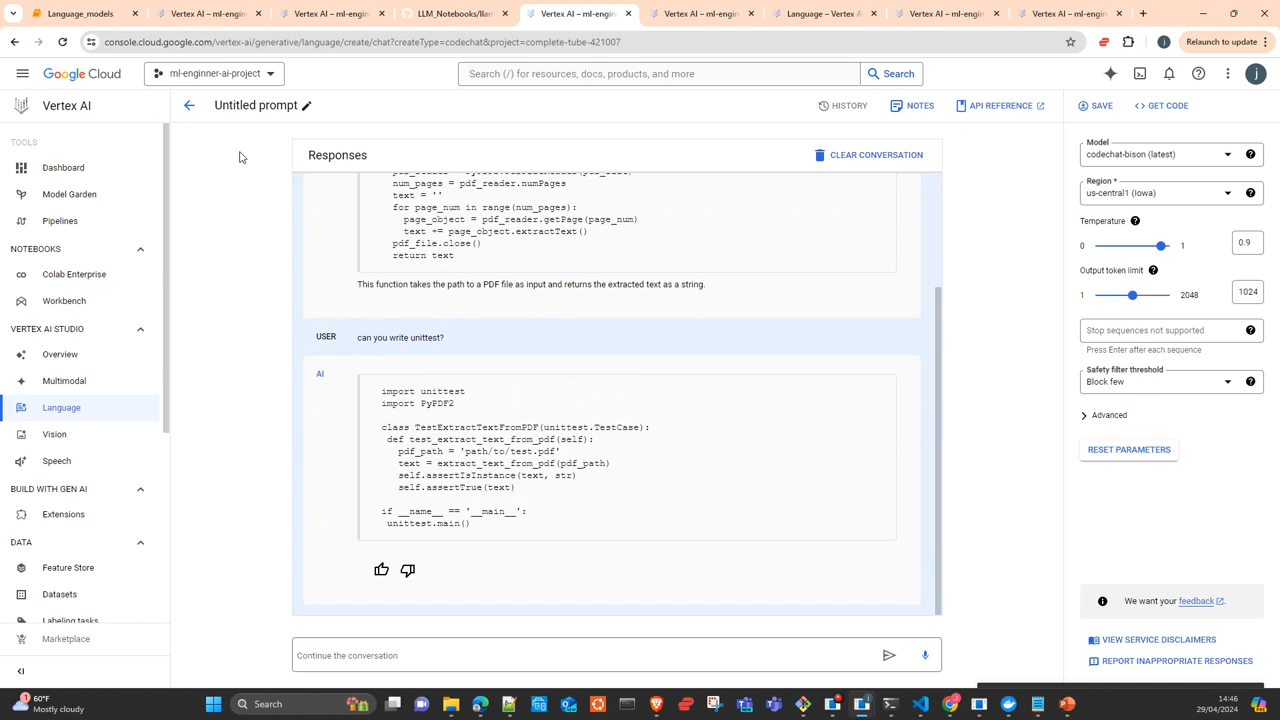 Language_models
Vertex AI – ml-engin
Vertex AI – ml-engin
LLM_Notebooks/llan
Vertex AI – ml-engin
Vertex AI – ml-engin
Language – Vertex A
Vertex AI – ml-engin
Vertex AI – ml-engin
console.cloud.google.com/vertex-ai/generative/language/create/chat?createType=codechat&project=complete-tube-421007
j
Relaunch to update
Google Cloud
ml-enginner-ai-project
Search (/) for resources, docs, products, and more
Search
j
Vertex AI
Untitled prompt
HISTORY
NOTES
API REFERENCE
SAVE
GET CODE
TOOLS
Dashboard
Model Garden
Pipelines
NOTEBOOKS
Colab Enterprise
Workbench
VERTEX AI STUDIO
Overview
Multimodal
Language
Vision
Speech
BUILD WITH GEN AI
Extensions
DATA
Feature Store
Datasets
Labeling tasks
Marketplace
Responses
CLEAR CONVERSATION
num_pages = pdf_reader.numPages
text = ''
for page_num in range(num_pages):
page_object = pdf_reader.getPage(page_num)
text += page_object.extractText()
pdf_file.close()
return text
This function takes the path to a PDF file as input and returns the extracted text as a string.
USER
can you write unittest?
AI
import unittest
import PyPDF2
class TestExtractTextFromPDF(unittest.TestCase):
def test_extract_text_from_pdf(self):
pdf_path = 'path/to/test.pdf'
text = extract_text_from_pdf(pdf_path)
self.assertIsInstance(text, str)
self.assertTrue(text)
if __name__ == '__main__':
unittest.main()
Continue the conversation
Model
codechat-bison (latest)
Region *
us-central1 (Iowa)
Temperature
0
1
0.9
Output token limit
1
2048
1024
Stop sequences not supported
Press Enter after each sequence
Safety filter threshold
Block few
Advanced
RESET PARAMETERS
We want your feedback.
VIEW SERVICE DISCLAIMERS
REPORT INAPPROPRIATE RESPONSES
60°F
Mostly cloudy
Search
14:46
29/04/2024